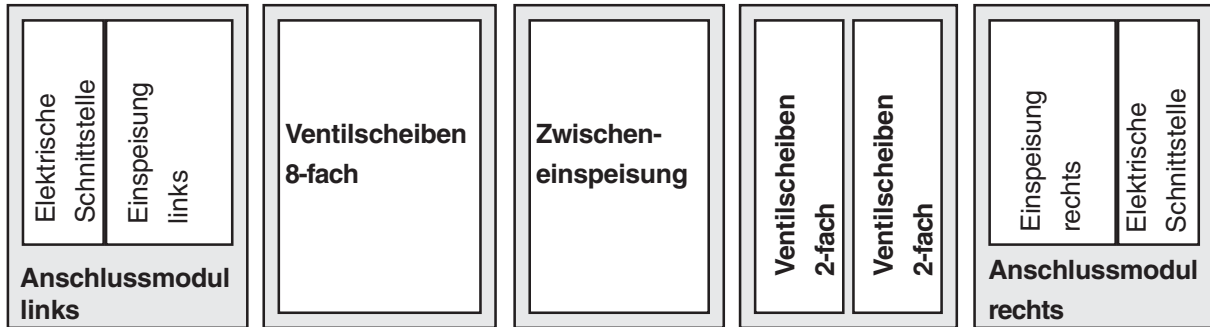 Elektrische
Schnittstelle
Einspeisung
links
Anschlussmodul
links
Ventilscheiben
8-fach
Zwischen-
einspeisung
Ventilscheiben
2-fach
Ventilscheiben
2-fach
Einspeisung
rechts
Elektrische
Schnittstelle
Anschlussmodul
rechts